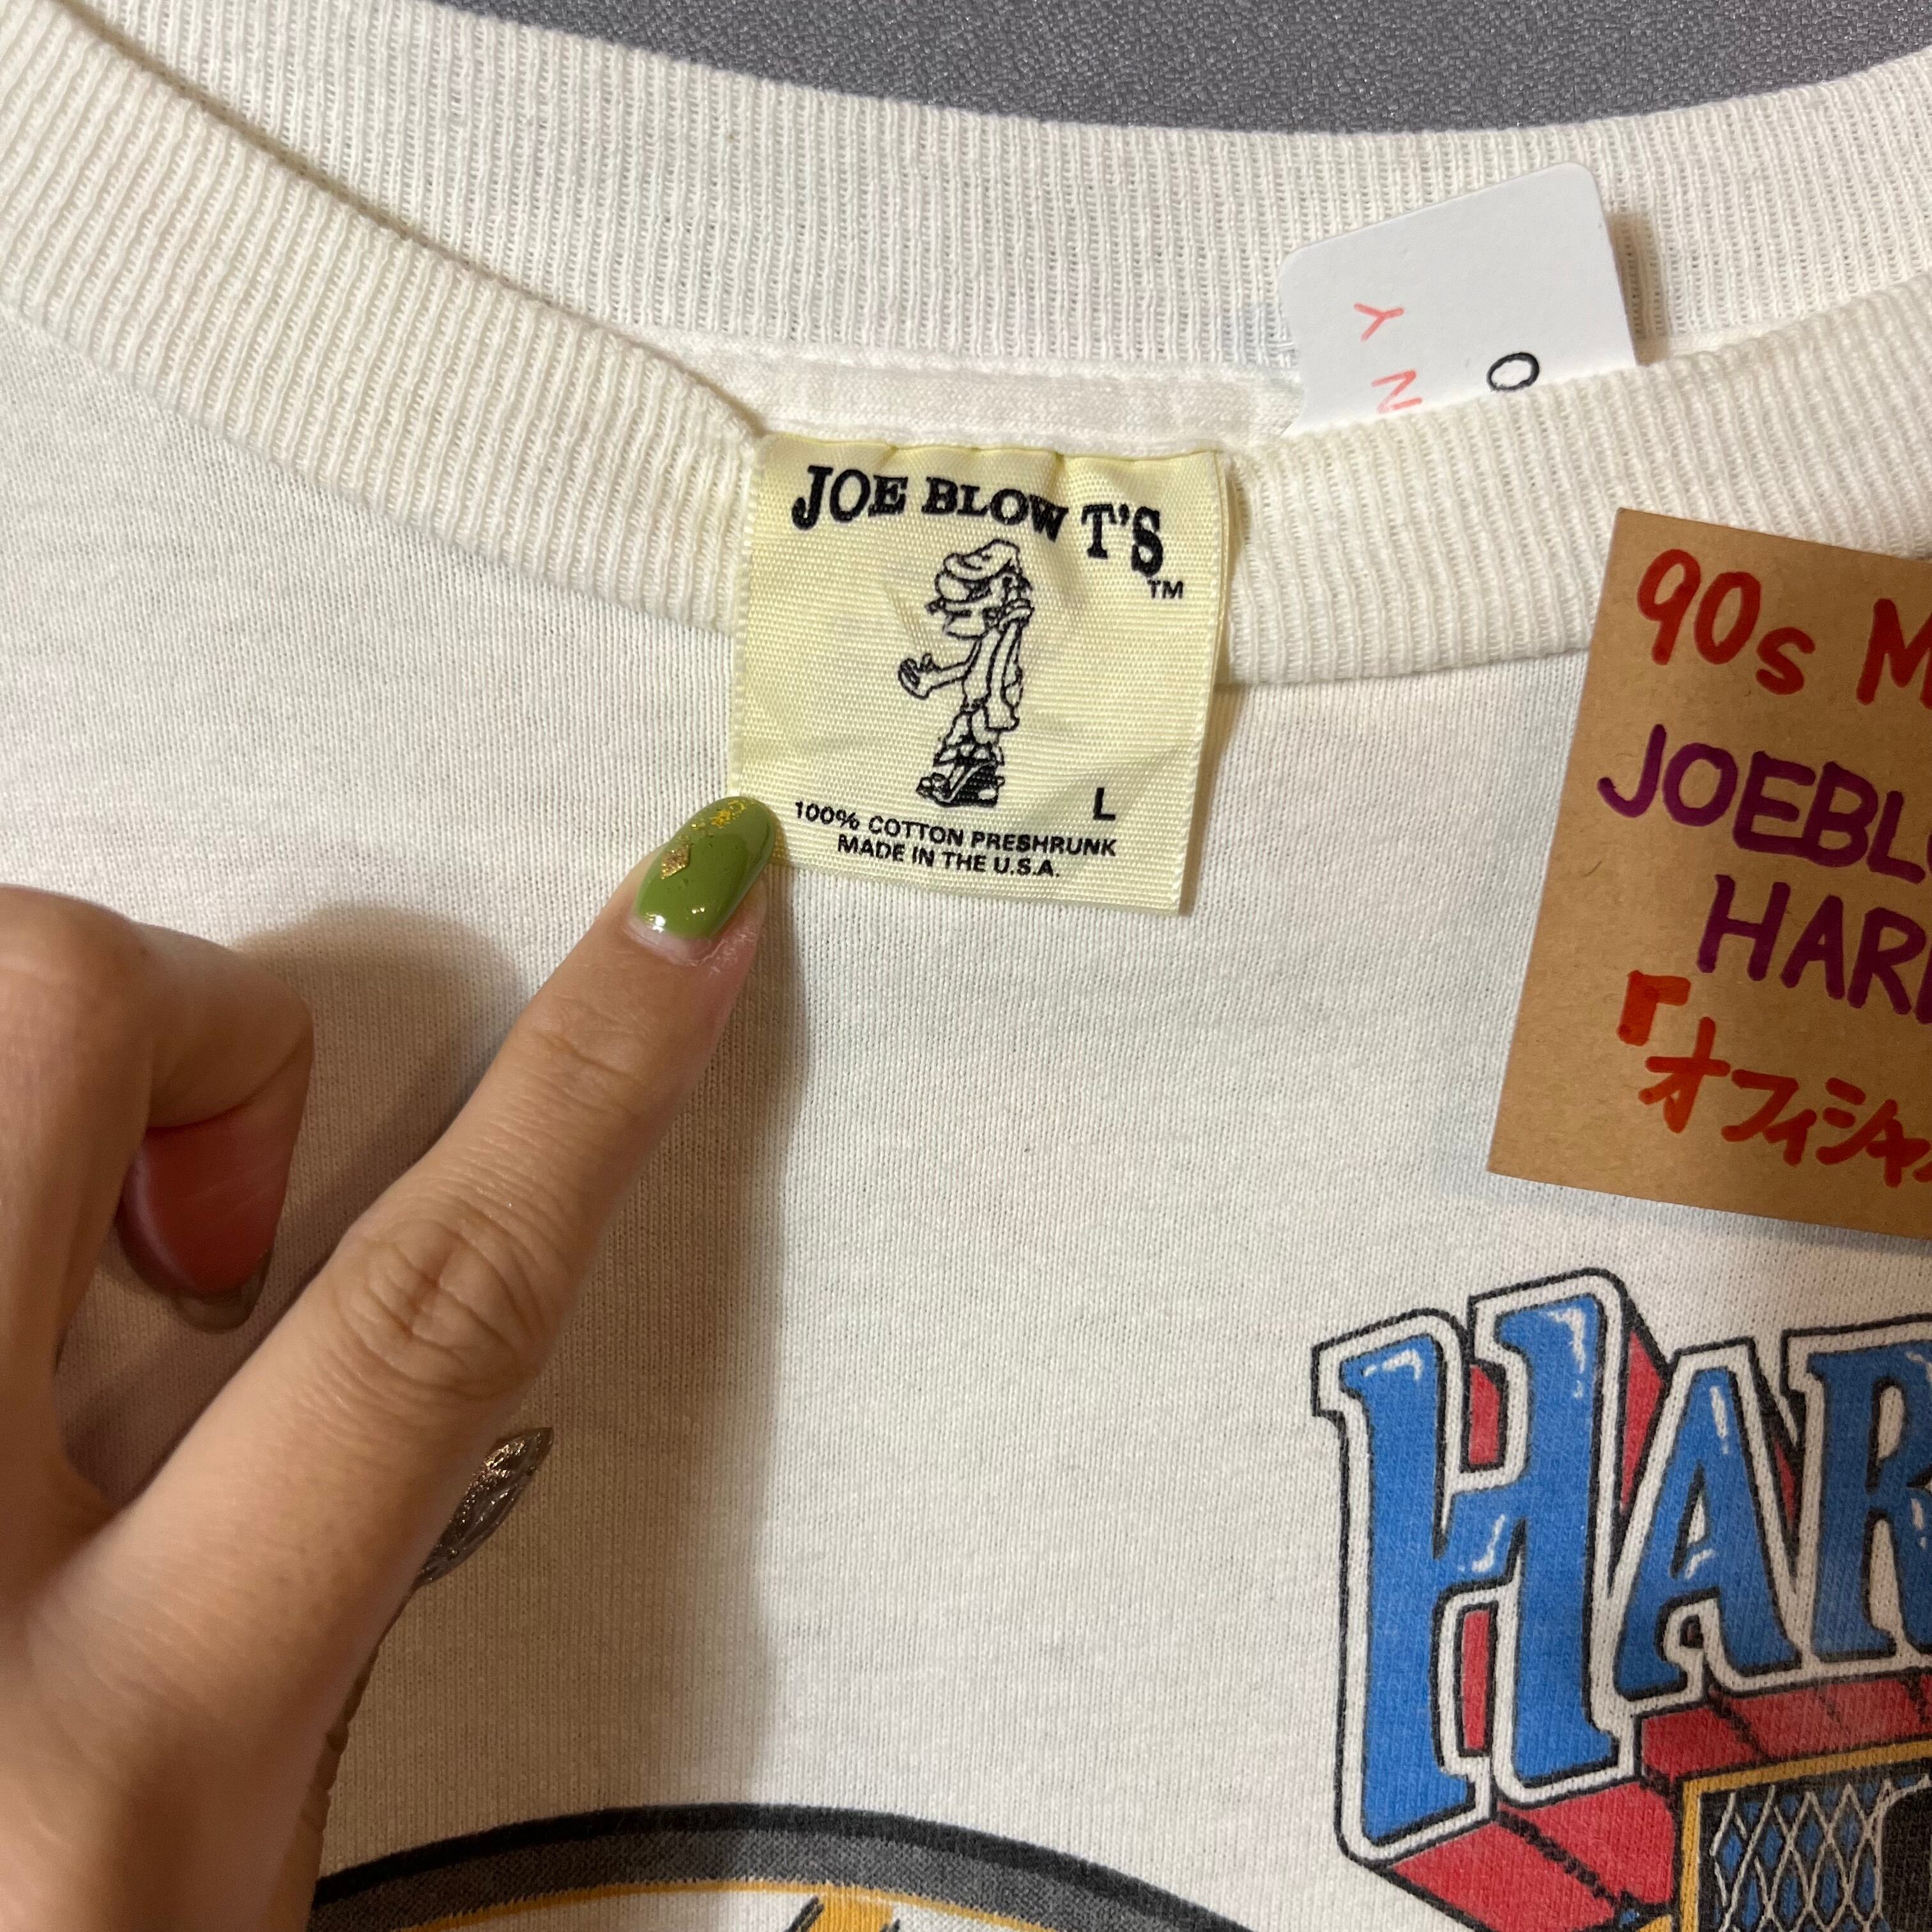 Y
N
O
JOE BLOW T'S
TM
L
100% COTTON PRESHRUNK
MADE IN THE U.S.A.
90s M
JOEBL
HAR
『オフィシャ
HAR